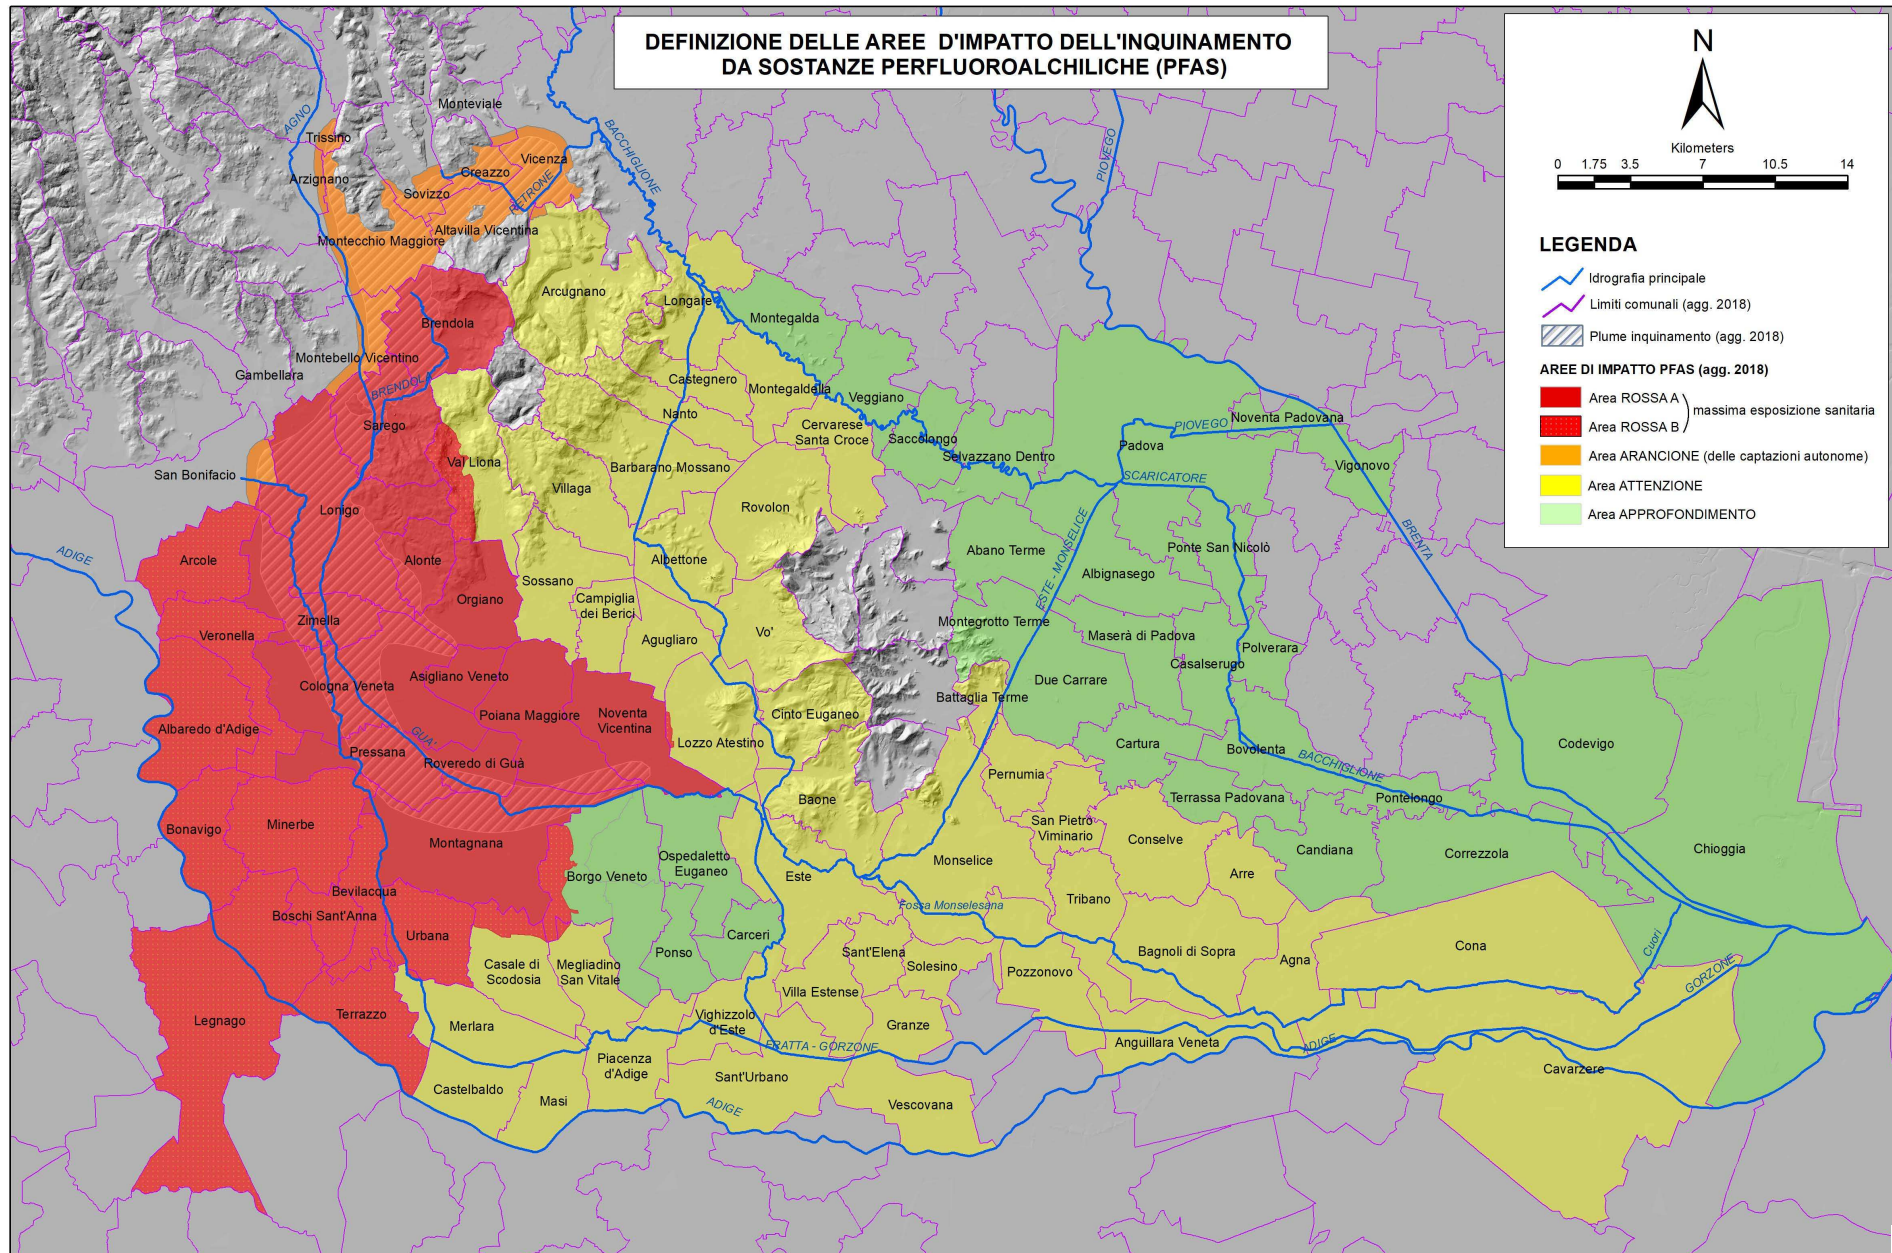 DEFINIZIONE DELLE AREE D'IMPATTO DELL'INQUINAMENTO
DA SOSTANZE PERFLUOROALCHILICHE (PFAS)
N
Kilometers
0 1.75 3.5 7 10.5 14
LEGENDA
Idrografia principale
Limiti comunali (agg. 2018)
Plume inquinamento (agg. 2018)
AREE DI IMPATTO PFAS (agg. 2018)
Area ROSSA A
massima esposizione sanitaria
Area ROSSA B
Area ARANCIONE (delle captazioni autonome)
Area ATTENZIONE
Area APPROFONDIMENTO
Monteviale
AGNO
Trissino
BACCHIGLIONE
PIOVEGO
Vicenza
Creazzo
Arzignano
Sovizzo
RETRONE
Altavilla Vicentina
Montecchio Maggiore
Arcugnano
Longare
Montegalda
Brendola
Montebello Vicentino
Gambellara
BRENDOLA
Castegnero
Montegaldella
Veggiano
Nanto
Sarego
Cervarese
Santa Croce
Saccolongo
Selvazzano Dentro
Padova
PIOVEGO
Noventa Padovana
Vigonovo
Val Liona
Barbarano Mossano
San Bonifacio
Villaga
SCARICATORE
Lonigo
Rovolon
BRENTA
ADIGE
Arcole
Alonte
Albettone
Abano Terme
Ponte San Nicolò
ESTE - MONSELICE
Albignasego
Sossano
Orgiano
Campiglia
dei Berici
Zimella
Veronella
Agugliaro
Vo'
Montegrotto Terme
Maserà di Padova
Polverara
Casalserugo
Asigliano Veneto
Cologna Veneta
Due Carrare
Battaglia Terme
Poiana Maggiore
Noventa
Vicentina
Cinto Euganeo
Albaredo d'Adige
GUA'
Lozzo Atestino
Cartura
Bovolenta
Codevigo
Pressana
Roveredo di Guà
BACCHIGLIONE
Pernumia
Baone
Terrassa Padovana
Pontelongo
Bonavigo
Minerbe
San Pietro
Viminario
Conselve
Montagnana
Ospedaletto
Euganeo
Monselice
Candiana
Correzzola
Chioggia
Borgo Veneto
Este
Arre
Bevilacqua
Tribano
Boschi Sant'Anna
Fossa Monselesana
Urbana
Carceri
Cuori
Cona
Ponso
Sant'Elena
Bagnoli di Sopra
Agna
Casale di
Scodosia
Megliadino
San Vitale
Solesino
Pozzonovo
GORZONE
Villa Estense
Legnago
Terrazzo
Merlara
Vighizzolo
d'Este
Granze
FRATTA - GORZONE
Anguillara Veneta
ADIGE
Piacenza
d'Adige
Cavarzere
Sant'Urbano
Castelbaldo
Masi
ADIGE
Vescovana